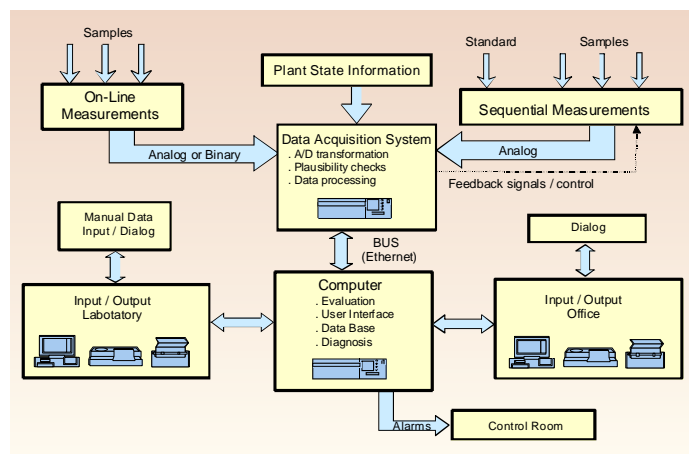 Samples
On-Line
Measurements
Plant State Information
Standard
Samples
Sequential Measurements
Analog or Binary
Data Acquisition System
. A/D transformation
. Plausibility checks
. Data processing
Analog
Feedback signals / control
Manual Data
Input / Dialog
BUS
(Ethernet)
Dialog
Input / Output
Labotatory
Computer
. Evaluation
. User Interface
. Data Base
. Diagnosis
Input / Output
Office
Alarms
Control Room